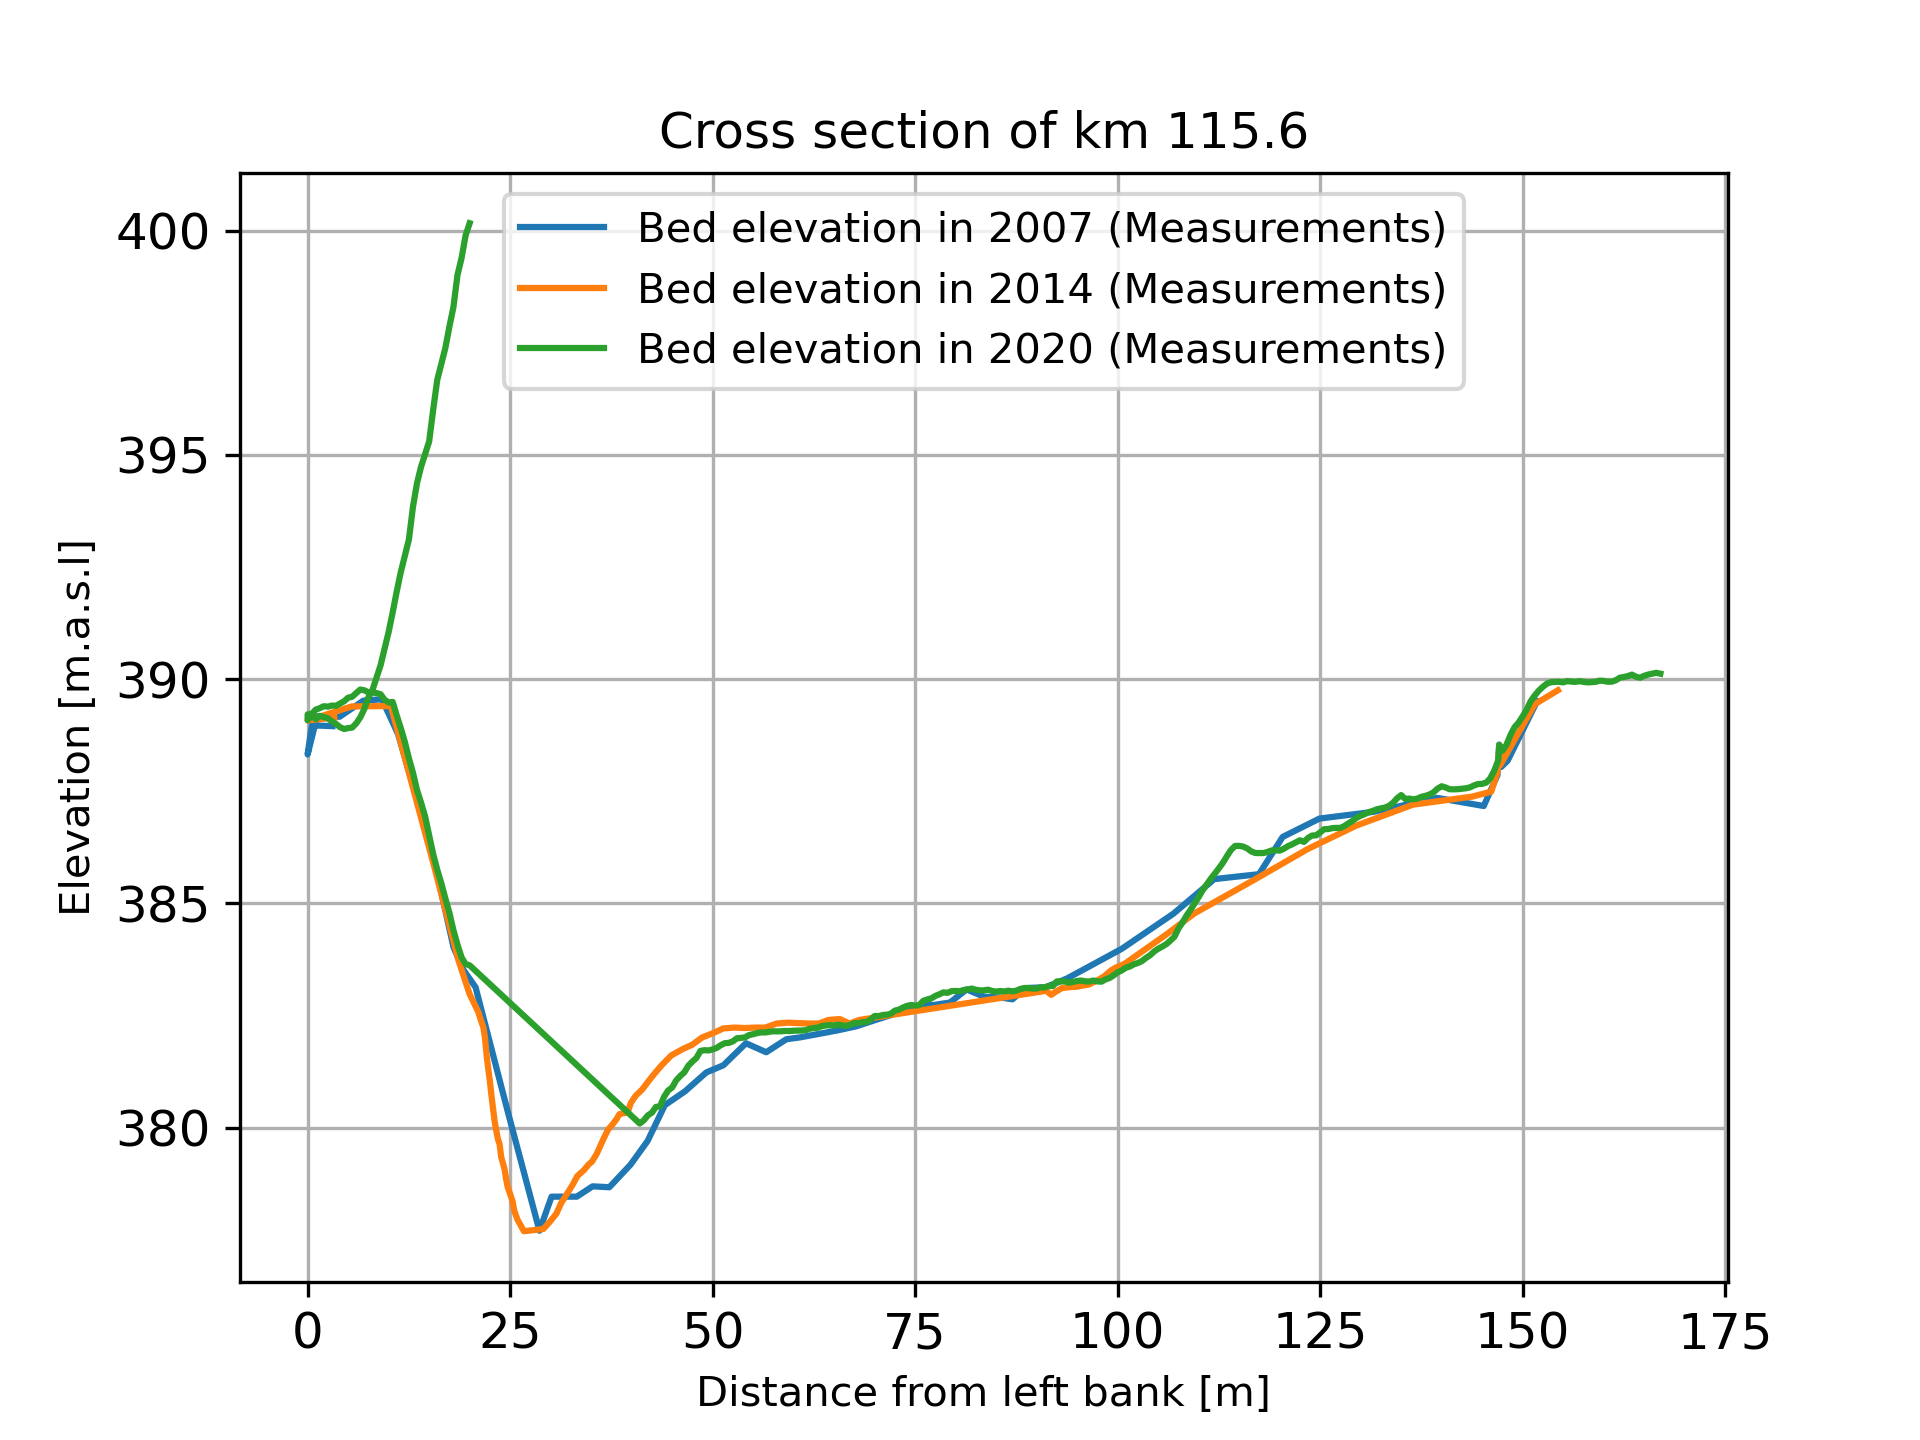 Cross section of km 115.6
Bed elevation in 2007 (Measurements)
Bed elevation in 2014 (Measurements)
Bed elevation in 2020 (Measurements)
Elevation [m.a.s.l]
400
395
390
385
380
0 25 50 75 100 125 150 175
Distance from left bank [m]